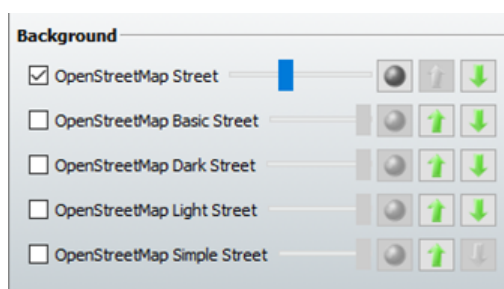 Background
OpenStreetMap Street
OpenStreetMap Basic Street
OpenStreetMap Dark Street
OpenStreetMap Light Street
OpenStreetMap Simple Street